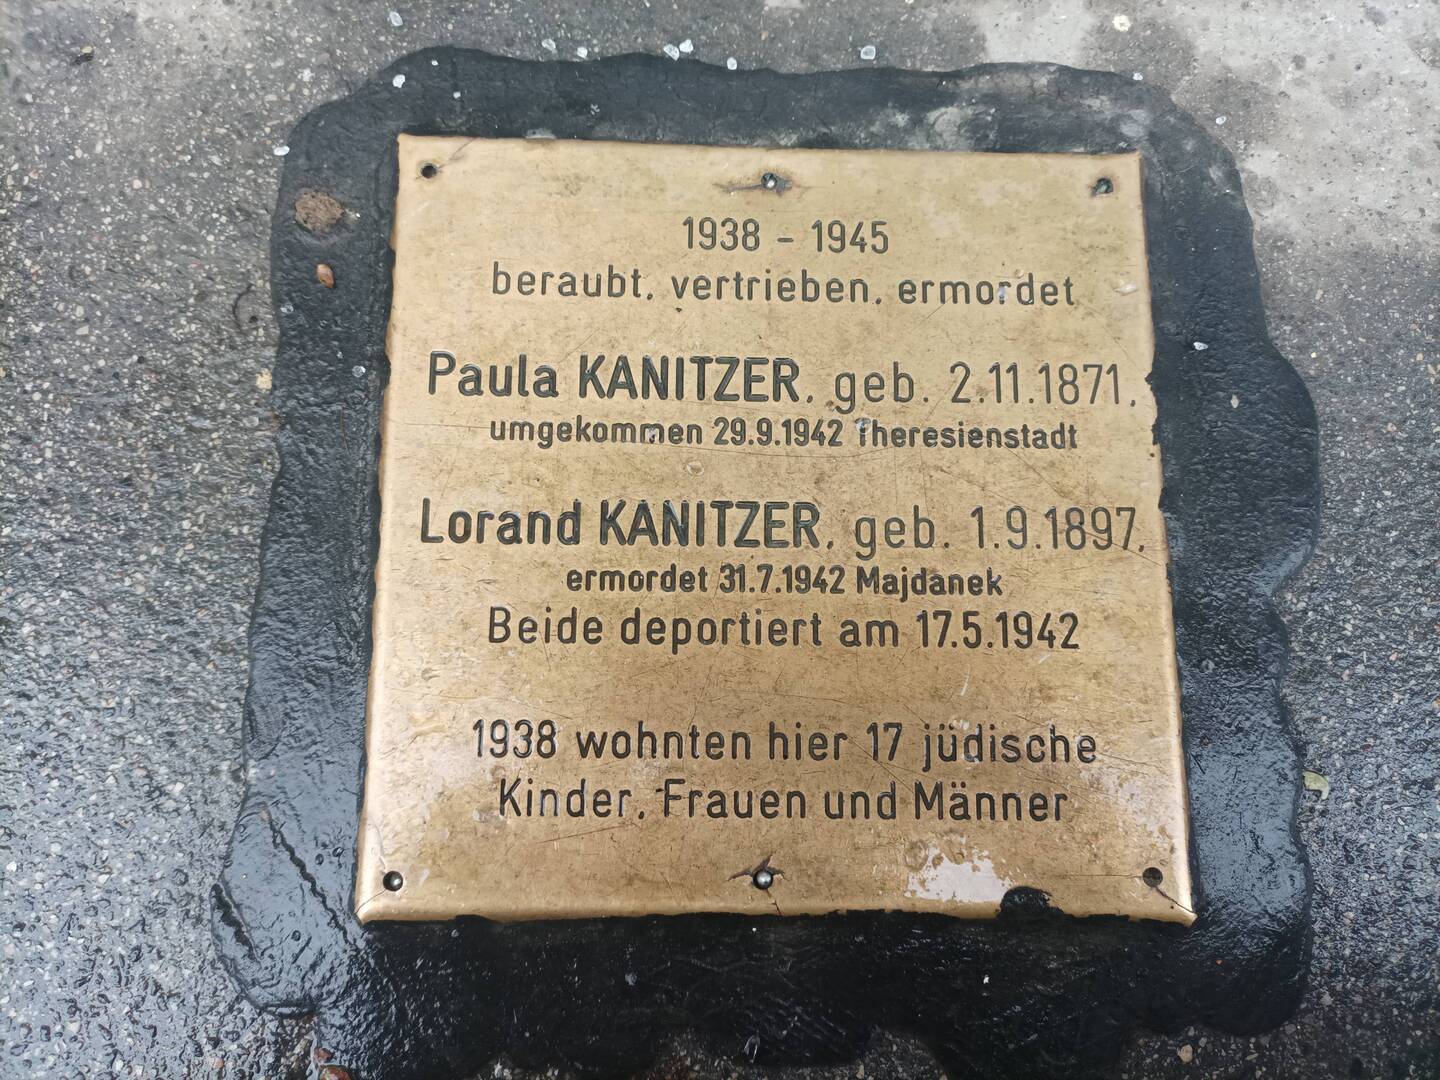 1938 - 1945
beraubt, vertrieben, ermordet
Paula KANITZER, geb. 2.11.1871,
umgekommen 29.9.1942 Theresienstadt
Lorand KANITZER, geb. 1.9.1897,
ermordet 31.7.1942 Majdanek
Beide deportiert am 17.5.1942
1938 wohnten hier 17 jüdische
Kinder, Frauen und Männer